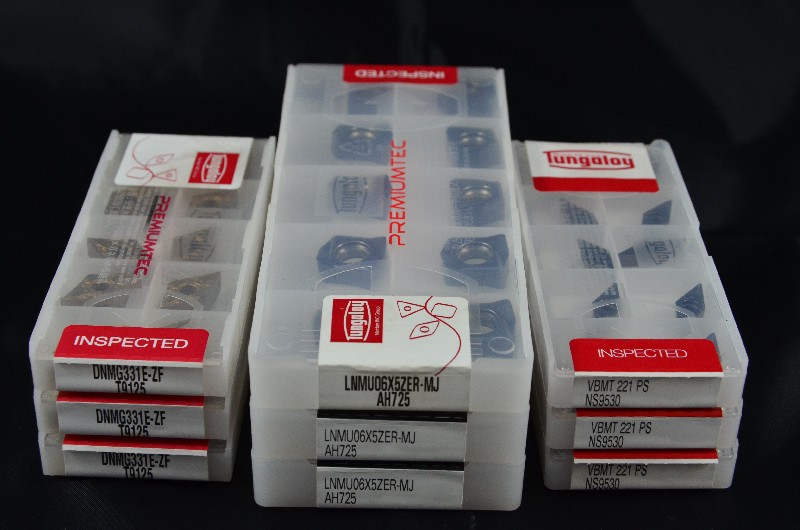 Tungaloy
PREMIUMTEC
INSPECTED
DNMG331E-ZF
T9125
DNMG331E-ZF
T9125
DNMG331E-ZF
T9125
INSPECTED
PREMIUMTEC
Tungaloy
Tungaloy
LNMU06X5ZER-MJ
AH725
LNMU06X5ZER-MJ
AH725
LNMU06X5ZER-MJ
AH725
Tungaloy
INSPECTED
VBMT 221 PS
NS9530
VBMT 221 PS
NS9530
VBMT 221 PS
NS9530